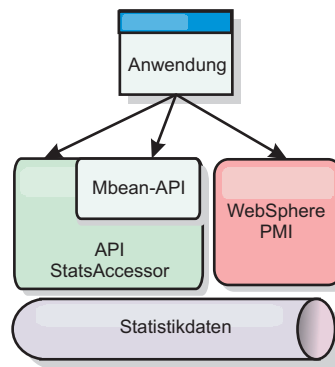 Anwendung
Mbean-API
API
StatsAccessor
WebSphere
PMI
Statistikdaten